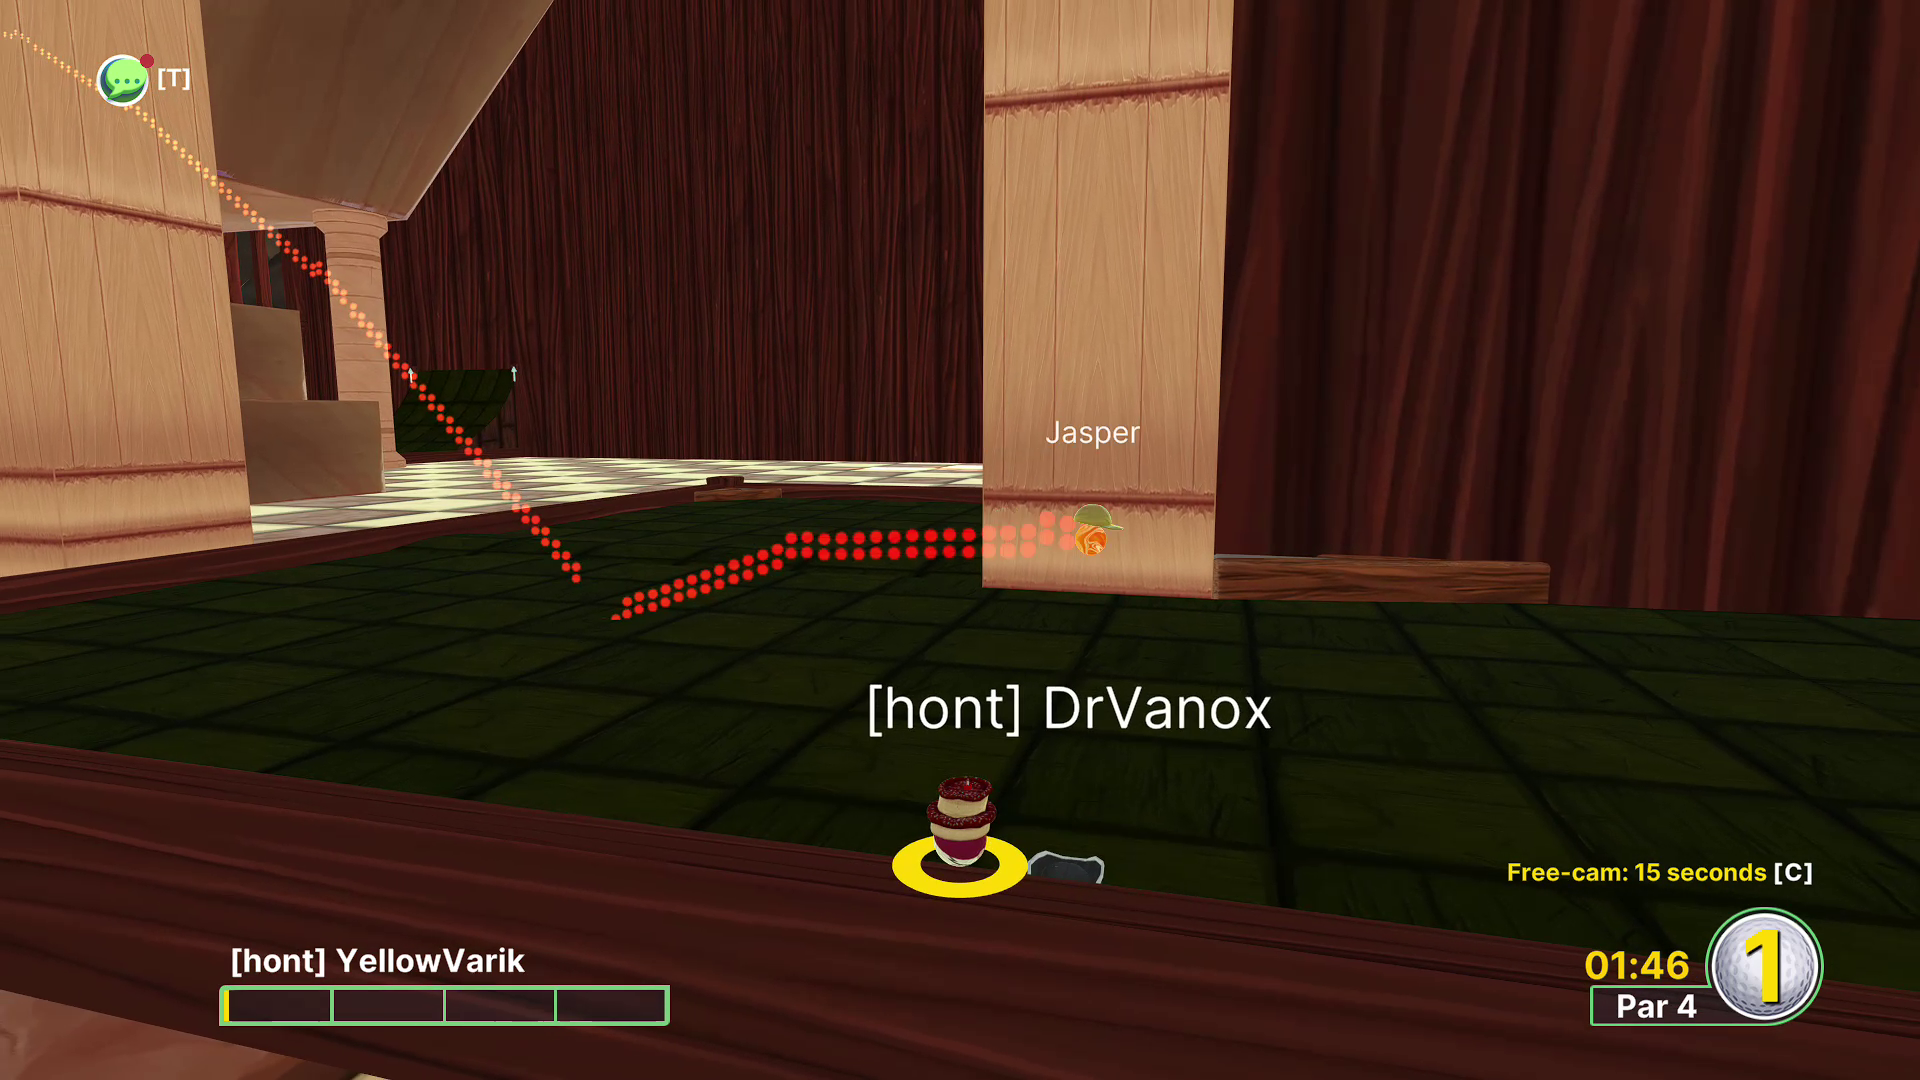 [T]
Jasper
[hont] DrVanox
Free-cam: 15 seconds [C]
[hont] YellowVarik
01:46
1
Par 4